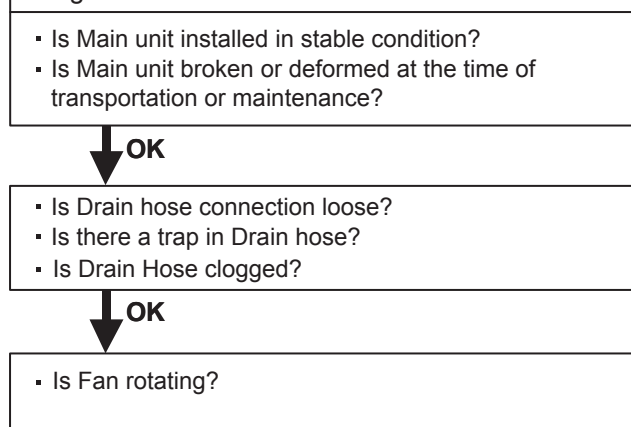 ▪ Is Main unit installed in stable condition?
▪ Is Main unit broken or deformed at the time of
transportation or maintenance?
OK
▪ Is Drain hose connection loose?
▪ Is there a trap in Drain hose?
▪ Is Drain Hose clogged?
OK
▪ Is Fan rotating?